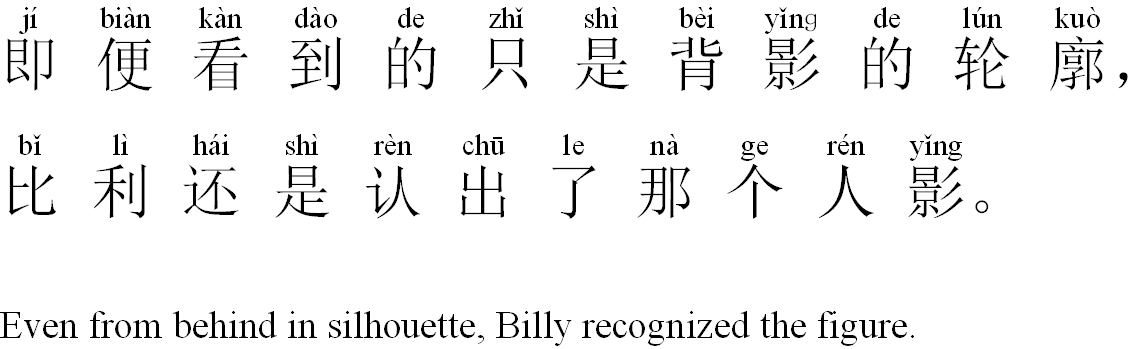 jí biàn kàn dào de zhǐ shì bèi yǐng de lún kuò
即便看到的只是背影的轮廓，
bǐ lì hái shì rèn chū le nà ge rén yǐng
比利还是认出了那个人影。
Even from behind in silhouette, Billy recognized the figure.